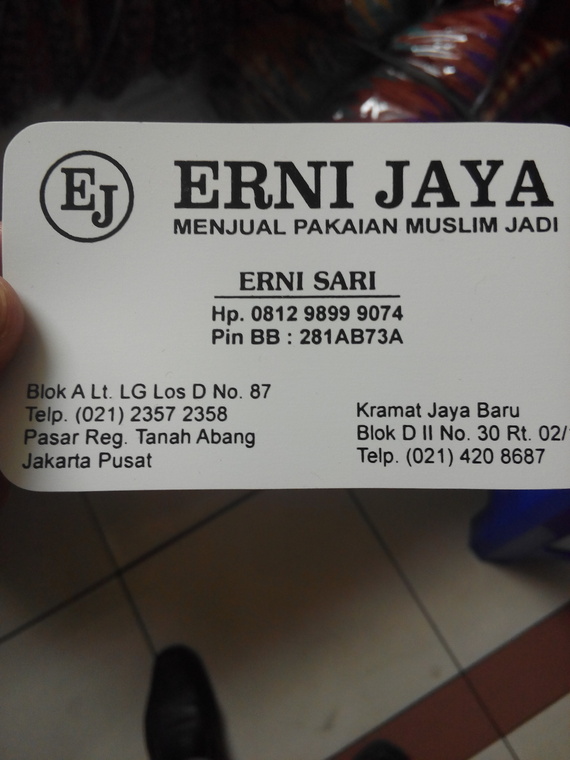 EJ
ERNI JAYA
MENJUAL PAKAIAN MUSLIM JADI
ERNI SARI
Hp. 0812 9899 9074
Pin BB : 281AB73A
Blok A Lt. LG Los D No. 87
Telp. (021) 2357 2358
Pasar Reg. Tanah Abang
Jakarta Pusat
Kramat Jaya Baru
Blok D II No. 30 Rt. 02/
Telp. (021) 420 8687